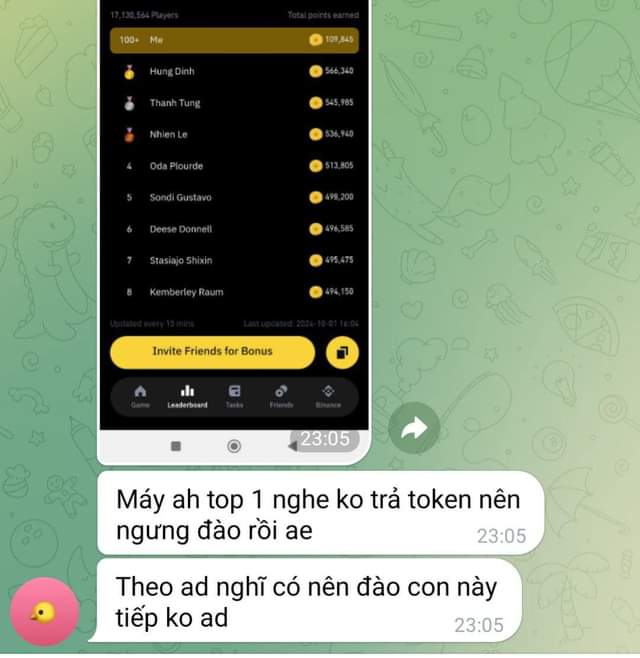 17,130,564 Players Total points earned
100+ Me 109,845
Hung Dinh 566,340
Thanh Tung 545,985
Nhien Le 536,940
4 Oda Plourde 513,805
5 Sondi Gustavo 498,200
6 Deese Donnell 496,585
7 Stasiajo Shixin 495,475
8 Kemberley Raum 494,150
Updated every 15 mins Last updated: 2024-10-01 16:04
Invite Friends for Bonus
Game Leaderboard Tasks Friends Binance
23:05
Máy ah top 1 nghe ko trả token nên
ngưng đào rồi ae
23:05
Theo ad nghĩ có nên đào con này
tiếp ko ad
23:05